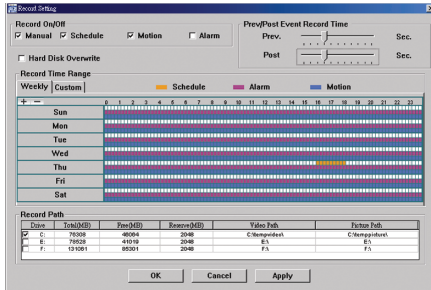 Record Setting
Record On/Off
Manual Schedule Motion Alarm
Hard Disk Overwrite
Prev/Post Event Record Time
Prev. Sec.
Post Sec.
Record Time Range
Weekly Custom
Schedule Alarm Motion
+ - 0 1 2 3 4 5 6 7 8 9 10 11 12 13 14 15 16 17 18 19 20 21 22 23
Sun
Mon
Tue
Wed
Thu
Fri
Sat
Record Path
Drive Total(MB) Free(MB) Reserve(MB) Video Path Picture Path
C: 76308 48064 2048 C:\tempvideo\ C:\temppicture\
E: 78528 41019 2048 E:\ E:\
F: 131061 85301 2048 F:\ F:\
OK Cancel Apply